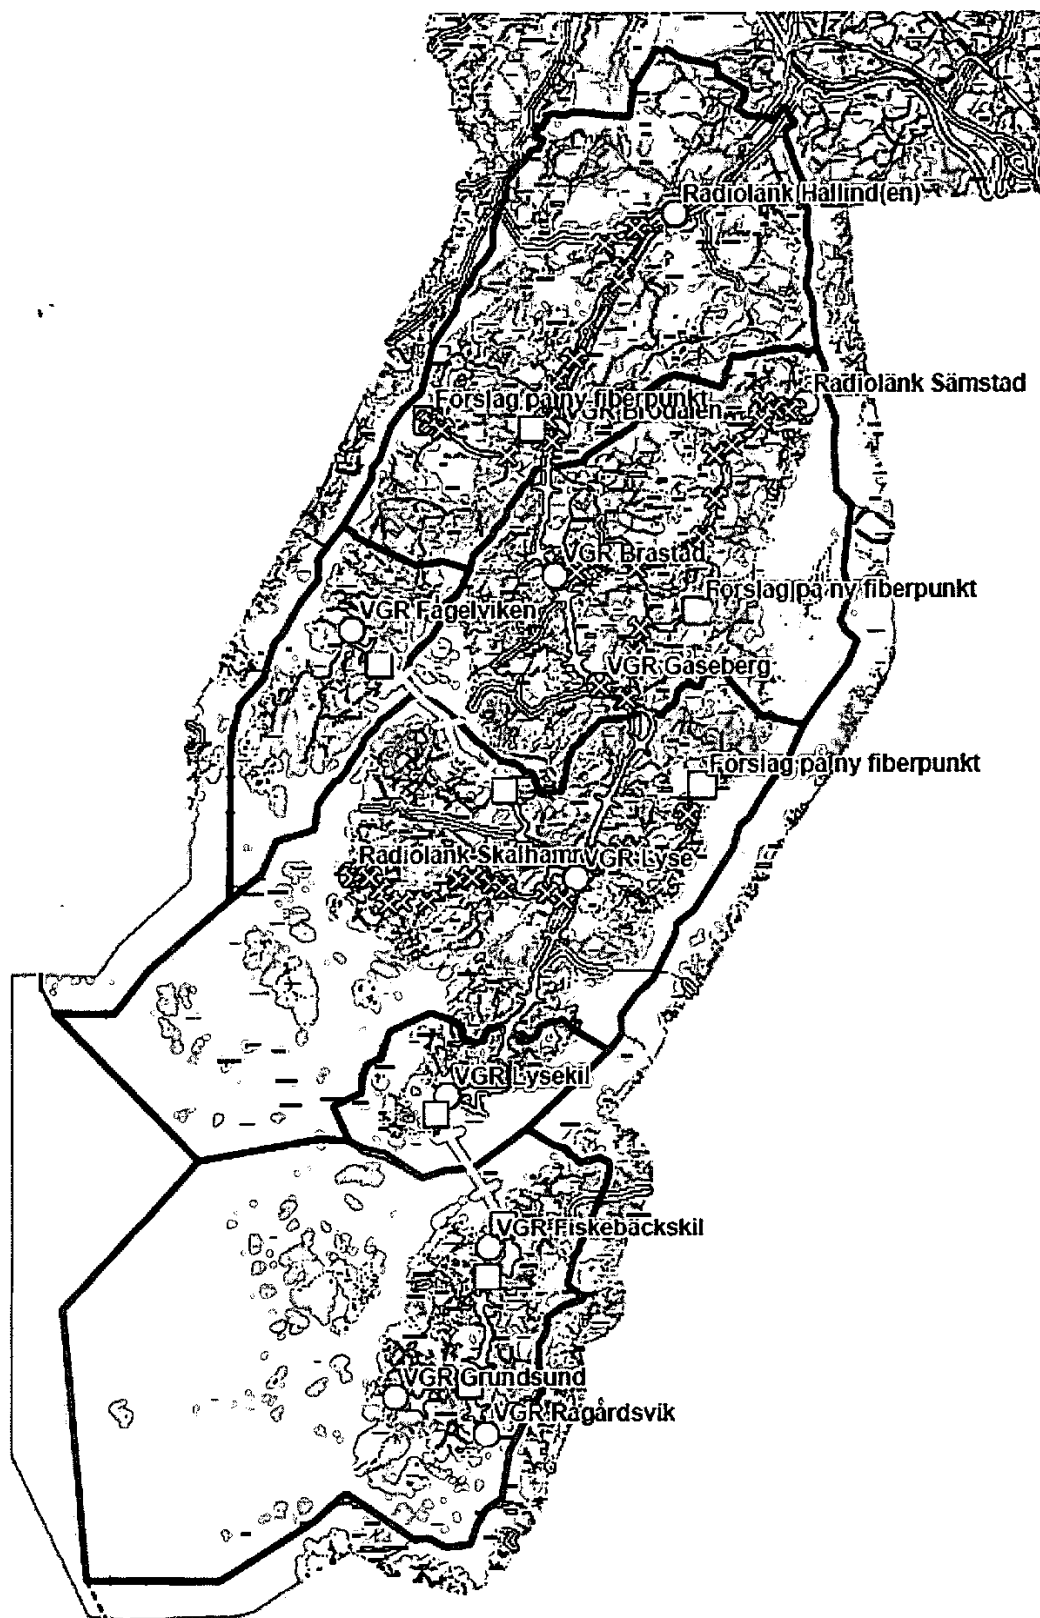 Radiolänk Hallind(en)
Radiolänk Sämstad
Förslag på ny fiberpunkt
VGR Brodalen
VGR Brastad
Förslag på ny fiberpunkt
VGR Fågelviken
VGR Gåseberg
Förslag på ny fiberpunkt
Radiolänk Skalhamn
VGR Lyse
VGR Lysekil
VGR Fiskebäckskil
VGR Grundsund
VGR Rågårdsvik